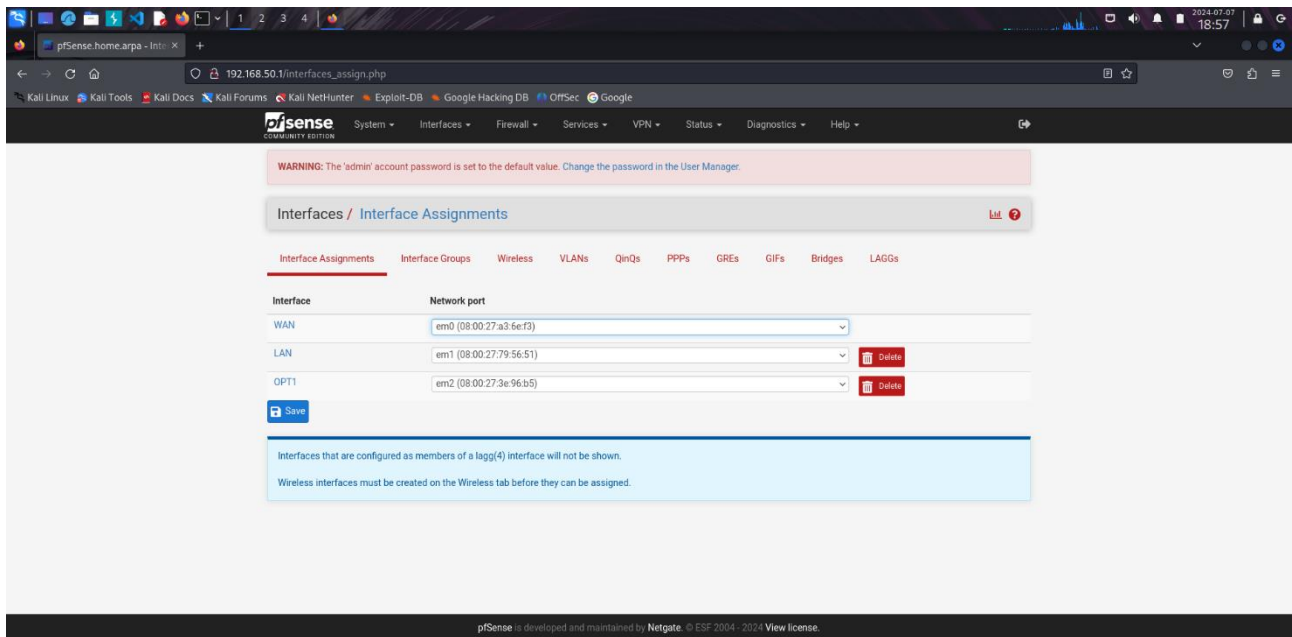 1 2 3 4
2024-07-07
18:57
pfSense.home.arpa - Inte
192.168.50.1/interfaces_assign.php
Kali Linux Kali Tools Kali Docs Kali Forums Kali NetHunter Exploit-DB Google Hacking DB OffSec Google
pfsense System Interfaces Firewall Services VPN Status Diagnostics Help
COMMUNITY EDITION
WARNING: The 'admin' account password is set to the default value. Change the password in the User Manager.
Interfaces / Interface Assignments
Interface Assignments Interface Groups Wireless VLANs QinQs PPPs GREs GIFs Bridges LAGGs
Interface Network port
WAN em0 (08:00:27:a3:6e:f3)
LAN em1 (08:00:27:79:56:51) Delete
OPT1 em2 (08:00:27:3e:96:b5) Delete
Save
Interfaces that are configured as members of a lagg(4) interface will not be shown.
Wireless interfaces must be created on the Wireless tab before they can be assigned.
pfSense is developed and maintained by Netgate. © ESF 2004 - 2024 View license.